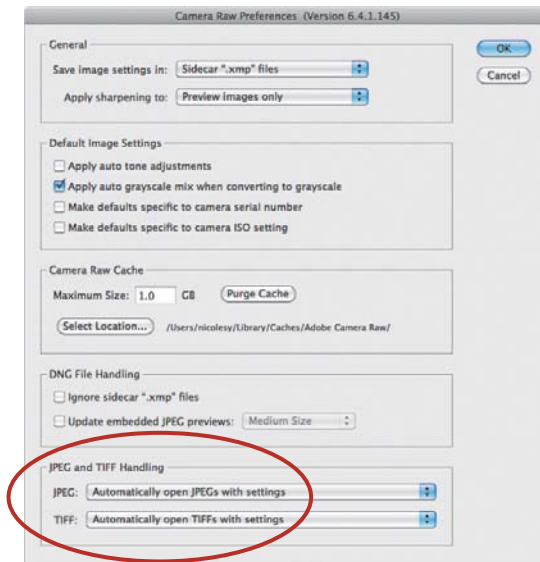 Camera Raw Preferences (Version 6.4.1.145)
General
Save image settings in: Sidecar ".xmp" files
Apply sharpening to: Preview images only
OK
Cancel
Default Image Settings
Apply auto tone adjustments
Apply auto grayscale mix when converting to grayscale
Make defaults specific to camera serial number
Make defaults specific to camera ISO setting
Camera Raw Cache
Maximum Size: 1.0 GB Purge Cache
Select Location... /Users/nicolesy/Library/Caches/Adobe Camera Raw/
DNG File Handling
Ignore sidecar ".xmp" files
Update embedded JPEG previews: Medium Size
JPEG and TIFF Handling
JPEG: Automatically open JPEGs with settings
TIFF: Automatically open TIFFs with settings